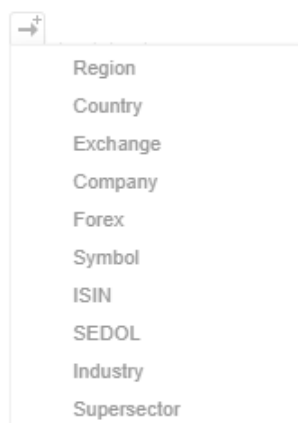 Region
Country
Exchange
Company
Forex
Symbol
ISIN
SEDOL
Industry
Supersector